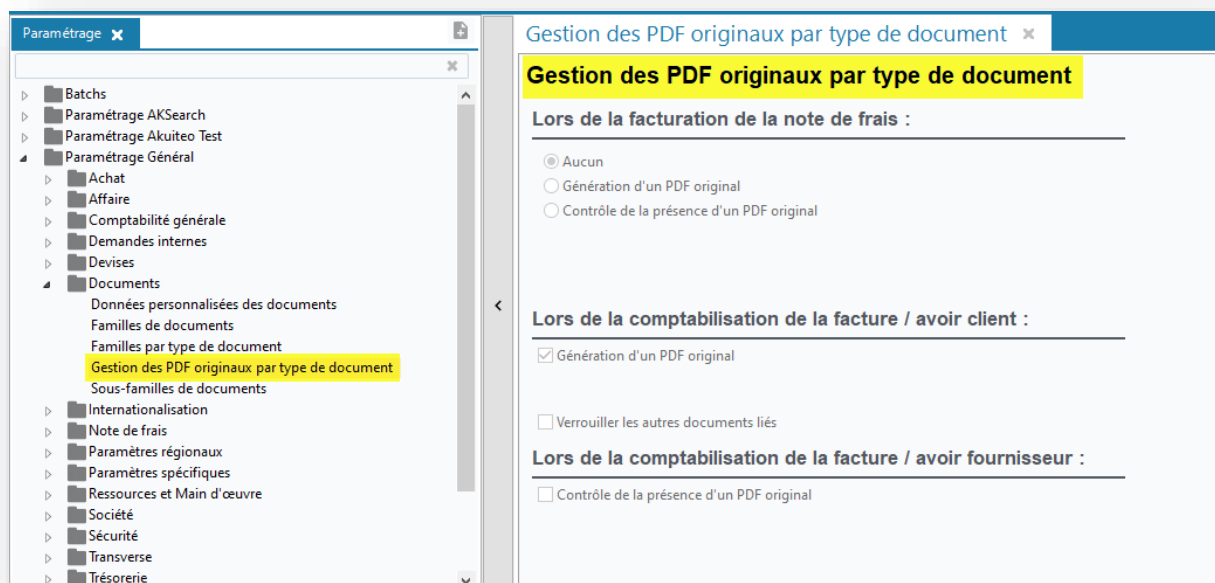 Paramétrage
Batchs
Paramétrage AKSearch
Paramétrage Akuiteo Test
Paramétrage Général
Achat
Affaire
Comptabilité générale
Demandes internes
Devises
Documents
Données personnalisées des documents
Familles de documents
Familles par type de document
Gestion des PDF originaux par type de document
Sous-familles de documents
Internationalisation
Note de frais
Paramètres régionaux
Paramètres spécifiques
Ressources et Main d'œuvre
Société
Sécurité
Transverse
Trésorerie
Gestion des PDF originaux par type de document
Gestion des PDF originaux par type de document
Lors de la facturation de la note de frais :
Aucun
Génération d'un PDF original
Contrôle de la présence d'un PDF original
Lors de la comptabilisation de la facture / avoir client :
Génération d'un PDF original
Verrouiller les autres documents liés
Lors de la comptabilisation de la facture / avoir fournisseur :
Contrôle de la présence d'un PDF original